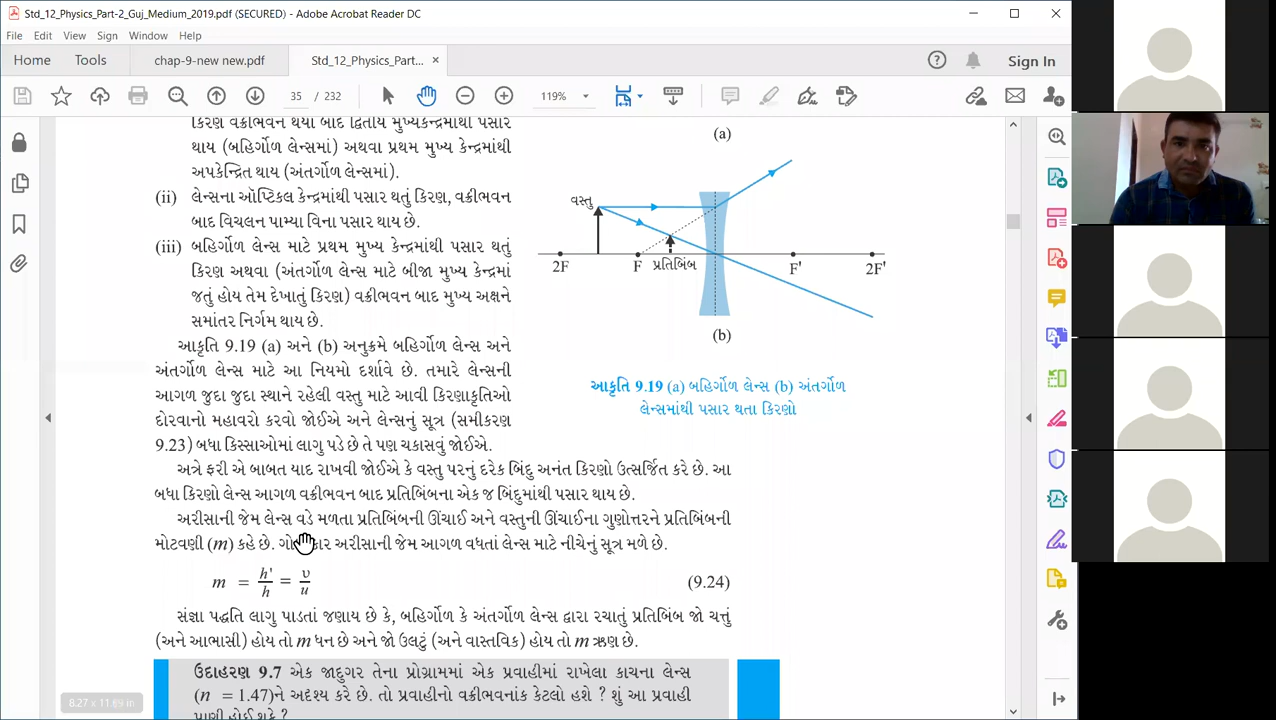 Std_12_Physics_Part-2_Guj_Medium_2019.pdf (SECURED) - Adobe Acrobat Reader DC
File Edit View Sign Window Help
Home Tools chap-9-new new.pdf Std_12_Physics_Part... × Sign In
35 / 232 119%
કિરણ વક્રીભવન થયા બાદ દ્વિતીય મુખ્યકેન્દ્રમાંથી પસાર
થાય (બહિર્ગોળ લેન્સમાં) અથવા પ્રથમ મુખ્ય કેન્દ્રમાંથી
અપકેન્દ્રિત થાય (અંતર્ગોળ લેન્સમાં).
(ii) લેન્સના ઑપ્ટિકલ કેન્દ્રમાંથી પસાર થતું કિરણ, વક્રીભવન
બાદ વિચલન પામ્યા વિના પસાર થાય છે.
(iii) બહિર્ગોળ લેન્સ માટે પ્રથમ મુખ્ય કેન્દ્રમાંથી પસાર થતું
કિરણ અથવા (અંતર્ગોળ લેન્સ માટે બીજા મુખ્ય કેન્દ્રમાં
જતું હોય તેમ દેખાતું કિરણ) વક્રીભવન બાદ મુખ્ય અક્ષને
સમાંતર નિર્ગમ થાય છે.
આકૃતિ 9.19 (a) અને (b) અનુક્રમે બહિર્ગોળ લેન્સ અને
અંતર્ગોળ લેન્સ માટે આ નિયમો દર્શાવે છે. તમારે લેન્સની
આગળ જુદા જુદા સ્થાને રહેલી વસ્તુ માટે આવી કિરણાકૃતિઓ
દોરવાનો મહાવરો કરવો જોઈએ અને લેન્સનું સૂત્ર (સમીકરણ
9.23) બધા કિસ્સાઓમાં લાગુ પડે છે તે પણ ચકાસવું જોઈએ.
(a)
વસ્તુ
2F F પ્રતિબિંબ F' 2F'
(b)
આકૃતિ 9.19 (a) બહિર્ગોળ લેન્સ (b) અંતર્ગોળ
લેન્સમાંથી પસાર થતા કિરણો
અત્રે ફરી એ બાબત યાદ રાખવી જોઈએ કે વસ્તુ પરનું દરેક બિંદુ અનંત કિરણો ઉત્સર્જિત કરે છે. આ
બધા કિરણો લેન્સ આગળ વક્રીભવન બાદ પ્રતિબિંબના એક જ બિંદુમાંથી પસાર થાય છે.
અરીસાની જેમ લેન્સ વડે મળતા પ્રતિબિંબની ઊંચાઈ અને વસ્તુની ઊંચાઈના ગુણોત્તરને પ્રતિબિંબની
મોટવણી (m) કહે છે. અરીસાની જેમ આગળ વધતાં લેન્સ માટે નીચેનું સૂત્ર મળે છે.
m = h'/h = υ/u (9.24)
સંજ્ઞા પદ્ધતિ લાગુ પાડતાં જણાય છે કે, બહિર્ગોળ કે અંતર્ગોળ લેન્સ દ્વારા રચાતું પ્રતિબિંબ જો ચત્તું
(અને આભાસી) હોય તો m ધન છે અને જો ઉલટું (અને વાસ્તવિક) હોય તો m ઋણ છે.
ઉદાહરણ 9.7 એક જાદુગર તેના પ્રોગ્રામમાં એક પ્રવાહીમાં રાખેલા કાચના લેન્સ
(n = 1.47)ને અદૃશ્ય કરે છે. તો પ્રવાહીનો વક્રીભવનાંક કેટલો હશે ? શું આ પ્રવાહી
પાણી હોઈ શકે ?